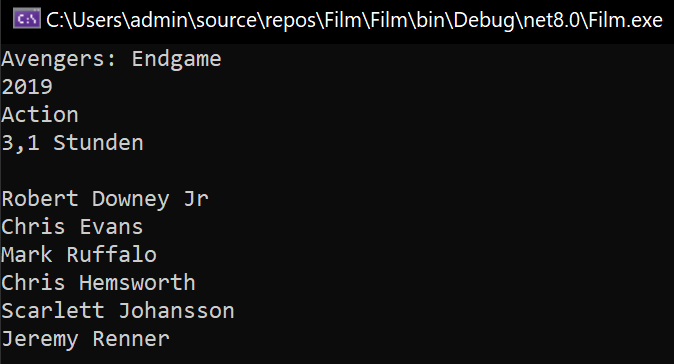 C:\Users\admin\source\repos\Film\Film\bin\Debug\net8.0\Film.exe
Avengers: Endgame
2019
Action
3,1 Stunden
Robert Downey Jr
Chris Evans
Mark Ruffalo
Chris Hemsworth
Scarlett Johansson
Jeremy Renner